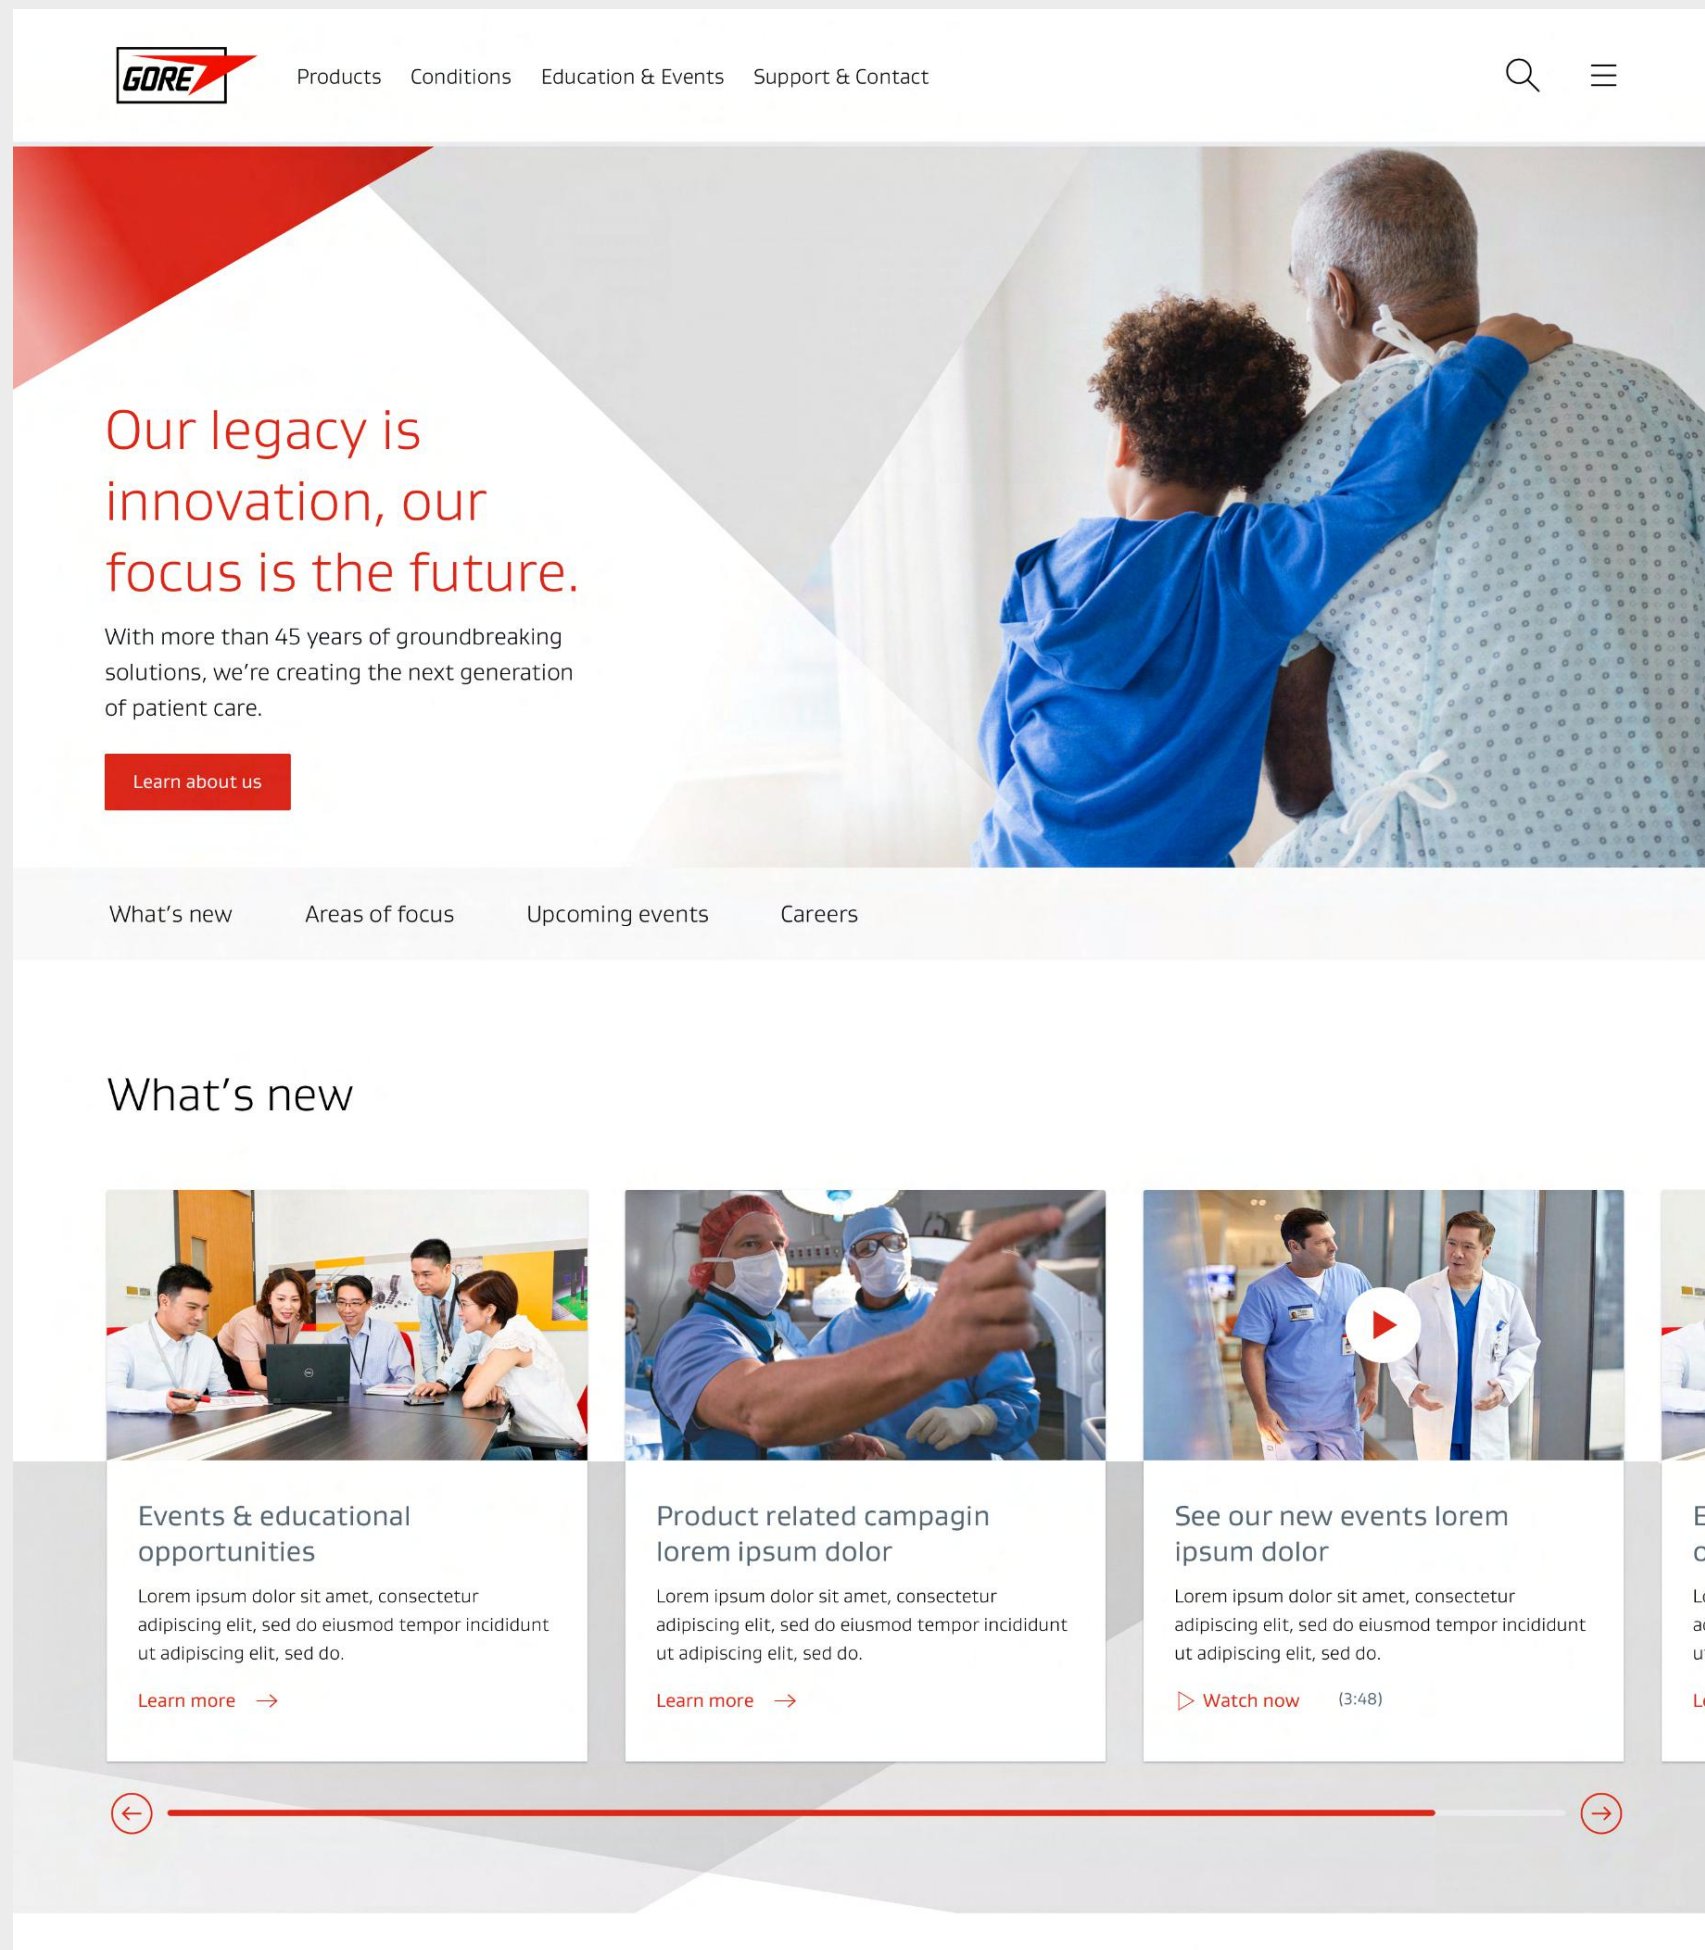 GORE
Products Conditions Education & Events Support & Contact
Our legacy is
innovation, our
focus is the future.
With more than 45 years of groundbreaking
solutions, we're creating the next generation
of patient care.
Learn about us
What's new Areas of focus Upcoming events Careers
What's new
Events & educational
opportunities
Lorem ipsum dolor sit amet, consectetur
adipiscing elit, sed do eiusmod tempor incididunt
ut adipiscing elit, sed do.
Learn more
Product related campagin
lorem ipsum dolor
Lorem ipsum dolor sit amet, consectetur
adipiscing elit, sed do eiusmod tempor incididunt
ut adipiscing elit, sed do.
Learn more
See our new events lorem
ipsum dolor
Lorem ipsum dolor sit amet, consectetur
adipiscing elit, sed do eiusmod tempor incididunt
ut adipiscing elit, sed do.
Watch now (3:48)